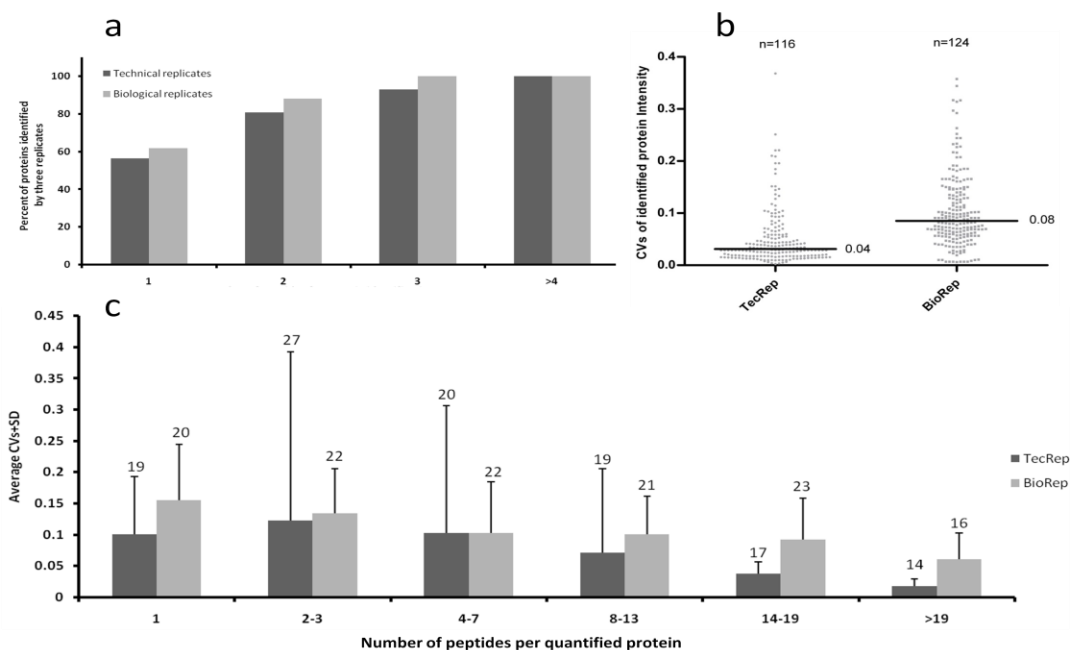 a
Technical replicates
Biological replicates
Percent of proteins identified
by three replicates
100
80
60
40
20
0
1
2
3
>4
b
n=116
n=124
CVs of identified protein Intensity
0.4
0.3
0.2
0.1
0.0
0.04
0.08
TecRep
BioRep
c
Average CVs+SD
0.45
0.4
0.35
0.3
0.25
0.2
0.15
0.1
0.05
0
19
20
27
22
20
22
19
21
17
23
14
16
TecRep
BioRep
1
2-3
4-7
8-13
14-19
>19
Number of peptides per quantified protein